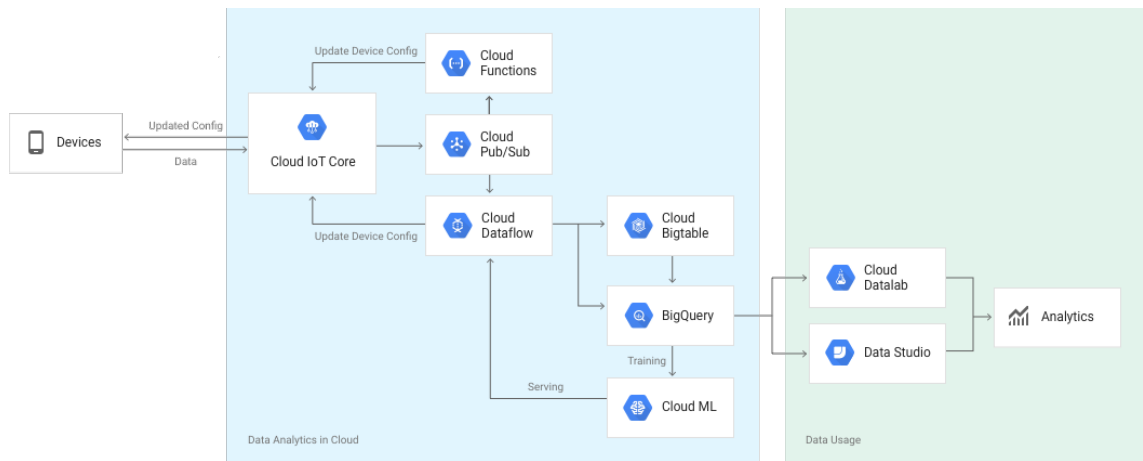 Update Device Config
Cloud
Functions
Devices
Updated Config
Data
Cloud IoT Core
Cloud
Pub/Sub
Update Device Config
Cloud
Dataflow
Cloud
Bigtable
BigQuery
Training
Serving
Cloud ML
Data Analytics in Cloud
Cloud
Datalab
Data Studio
Analytics
Data Usage